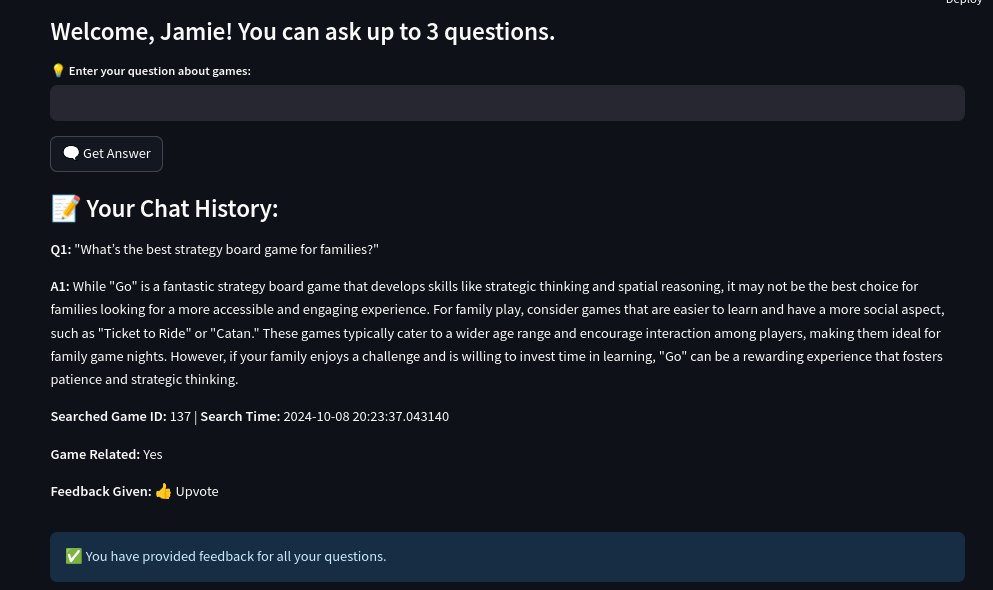 Deploy
Welcome, Jamie! You can ask up to 3 questions.
💡 Enter your question about games:
🗨️ Get Answer
📝 Your Chat History:
Q1: "What’s the best strategy board game for families?"
A1: While "Go" is a fantastic strategy board game that develops skills like strategic thinking and spatial reasoning, it may not be the best choice for
families looking for a more accessible and engaging experience. For family play, consider games that are easier to learn and have a more social aspect,
such as "Ticket to Ride" or "Catan." These games typically cater to a wider age range and encourage interaction among players, making them ideal for
family game nights. However, if your family enjoys a challenge and is willing to invest time in learning, "Go" can be a rewarding experience that fosters
patience and strategic thinking.
Searched Game ID: 137 | Search Time: 2024-10-08 20:23:37.043140
Game Related: Yes
Feedback Given: 👍 Upvote
✅ You have provided feedback for all your questions.